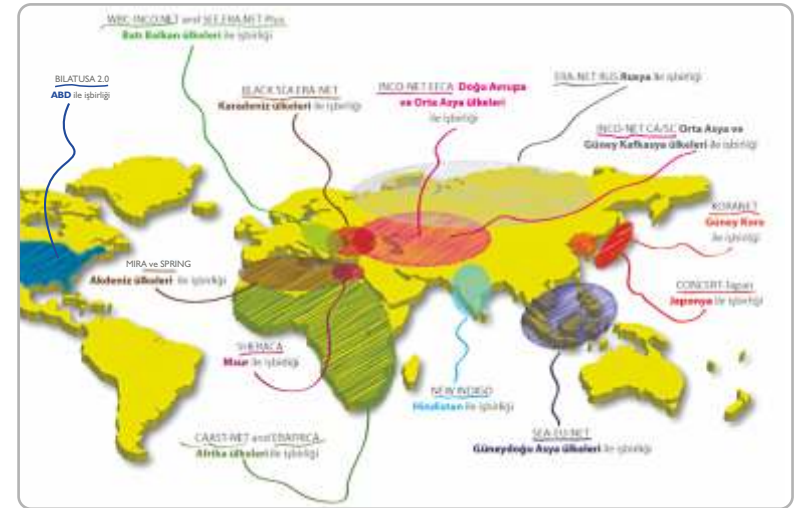 WBC-INCO.NET and SEE.ERA-NET Plus
Batı Balkan ülkeleri ile işbirliği
BILATUSA 2.0
ABD ile işbirliği
BLACK SEA ERA-NET
Karadeniz ülkeleri ile işbirliği
INCO-NET EECA Doğu Avrupa
ve Orta Asya ülkeleri
ile işbirliği
ERA-NET RUS Rusya ile işbirliği
INCO-NET CA/SC Orta Asya ve
Güney Kafkasya ülkeleri ile işbirliği
KORANET
Güney Kore
ile işbirliği
MIRA ve SPRING
Akdeniz ülkeleri ile işbirliği
CONCERT-Japan
Japonya ile işbirliği
SHERACA
Mısır ile işbirliği
NEW INDIGO
Hindistan ile işbirliği
SEA-EU-NET
Güneydoğu Asya ülkeleri ile işbirliği
CAAST-NET and ERAFRICA
Afrika ülkeleri ile işbirliği